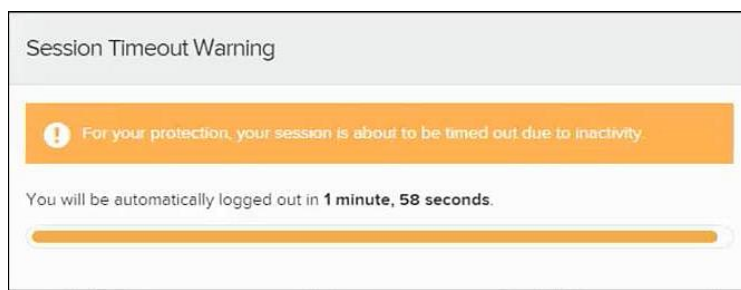 Session Timeout Warning
For your protection, your session is about to be timed out due to inactivity.
You will be automatically logged out in 1 minute, 58 seconds.